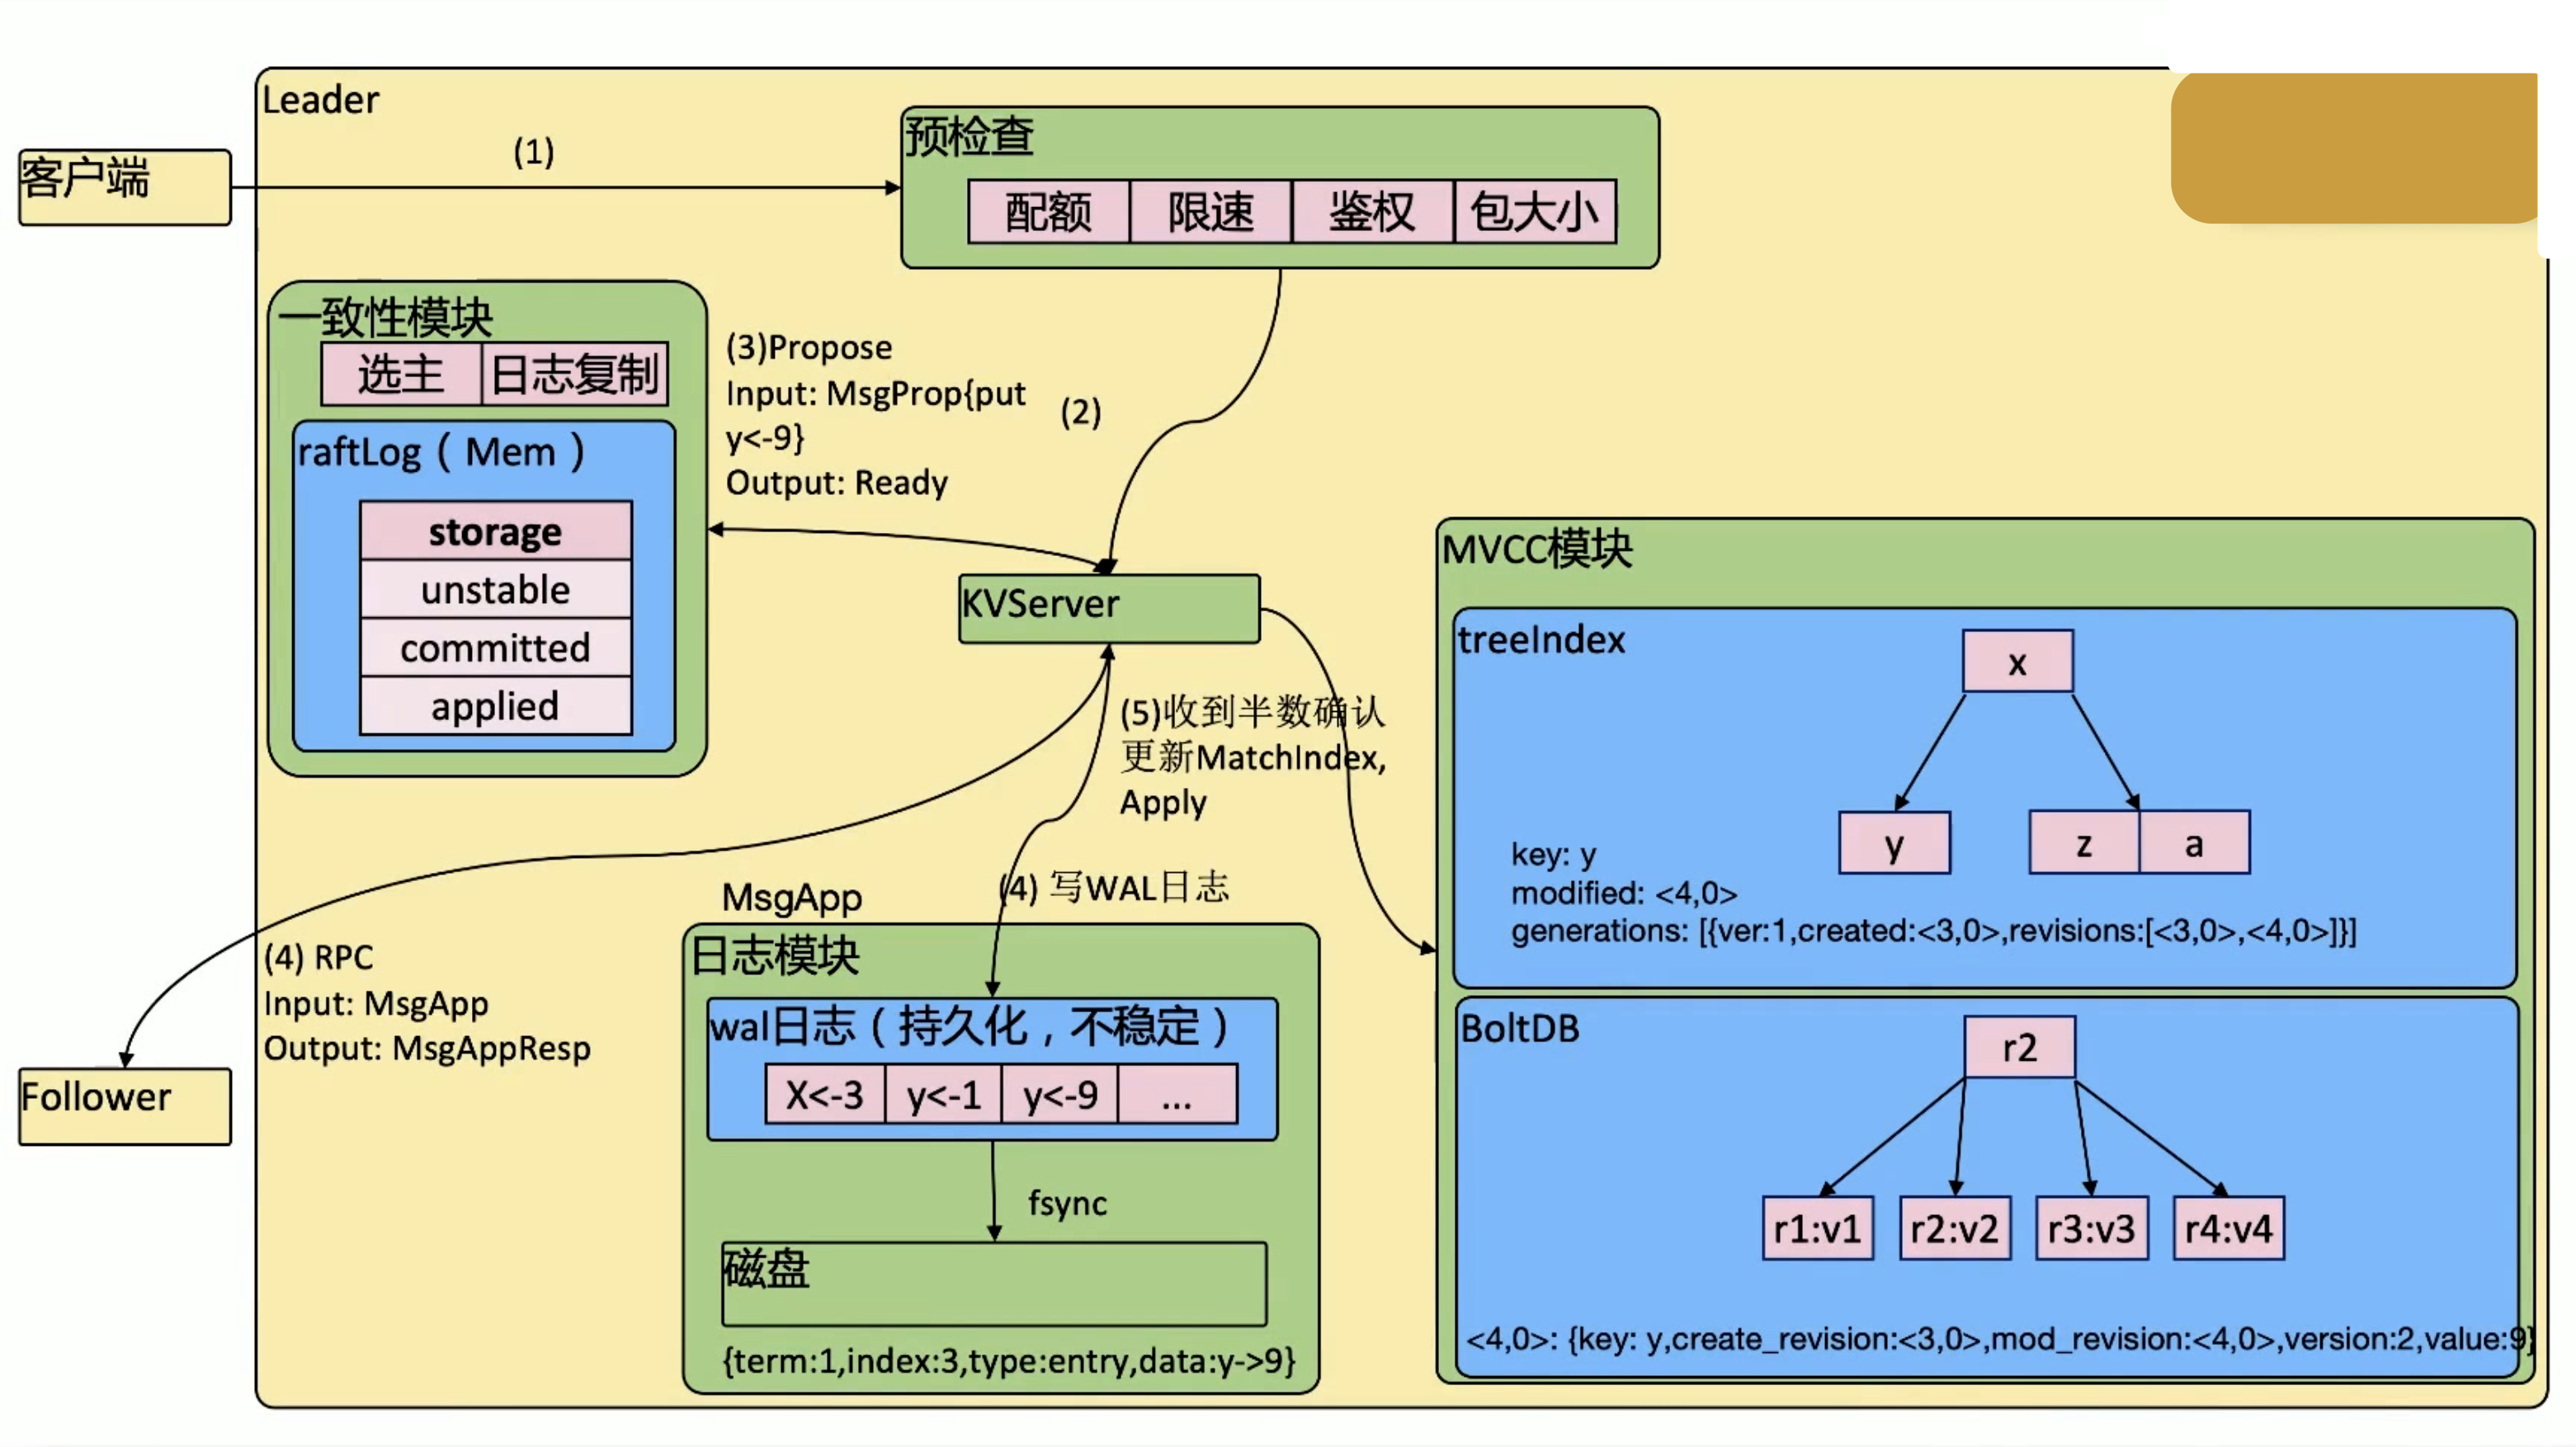 Leader
客户端
(1)
预检查
配额
限速
鉴权
包大小
一致性模块
选主
日志复制
raftLog（Mem）
storage
unstable
committed
applied
(3)Propose
Input: MsgProp{put
y<-9}
Output: Ready
(2)
KVServer
(5)收到半数确认
更新MatchIndex,
Apply
(4) RPC
Input: MsgApp
Output: MsgAppResp
Follower
MsgApp
(4) 写WAL日志
日志模块
wal日志（持久化，不稳定）
X<-3
y<-1
y<-9
...
fsync
磁盘
{term:1,index:3,type:entry,data:y->9}
MVCC模块
treeIndex
x
y
z
a
key: y
modified: <4,0>
generations: [{ver:1,created:<3,0>,revisions:[<3,0>,<4,0>]}]
BoltDB
r2
r1:v1
r2:v2
r3:v3
r4:v4
<4,0>: {key: y,create_revision:<3,0>,mod_revision:<4,0>,version:2,value:9}